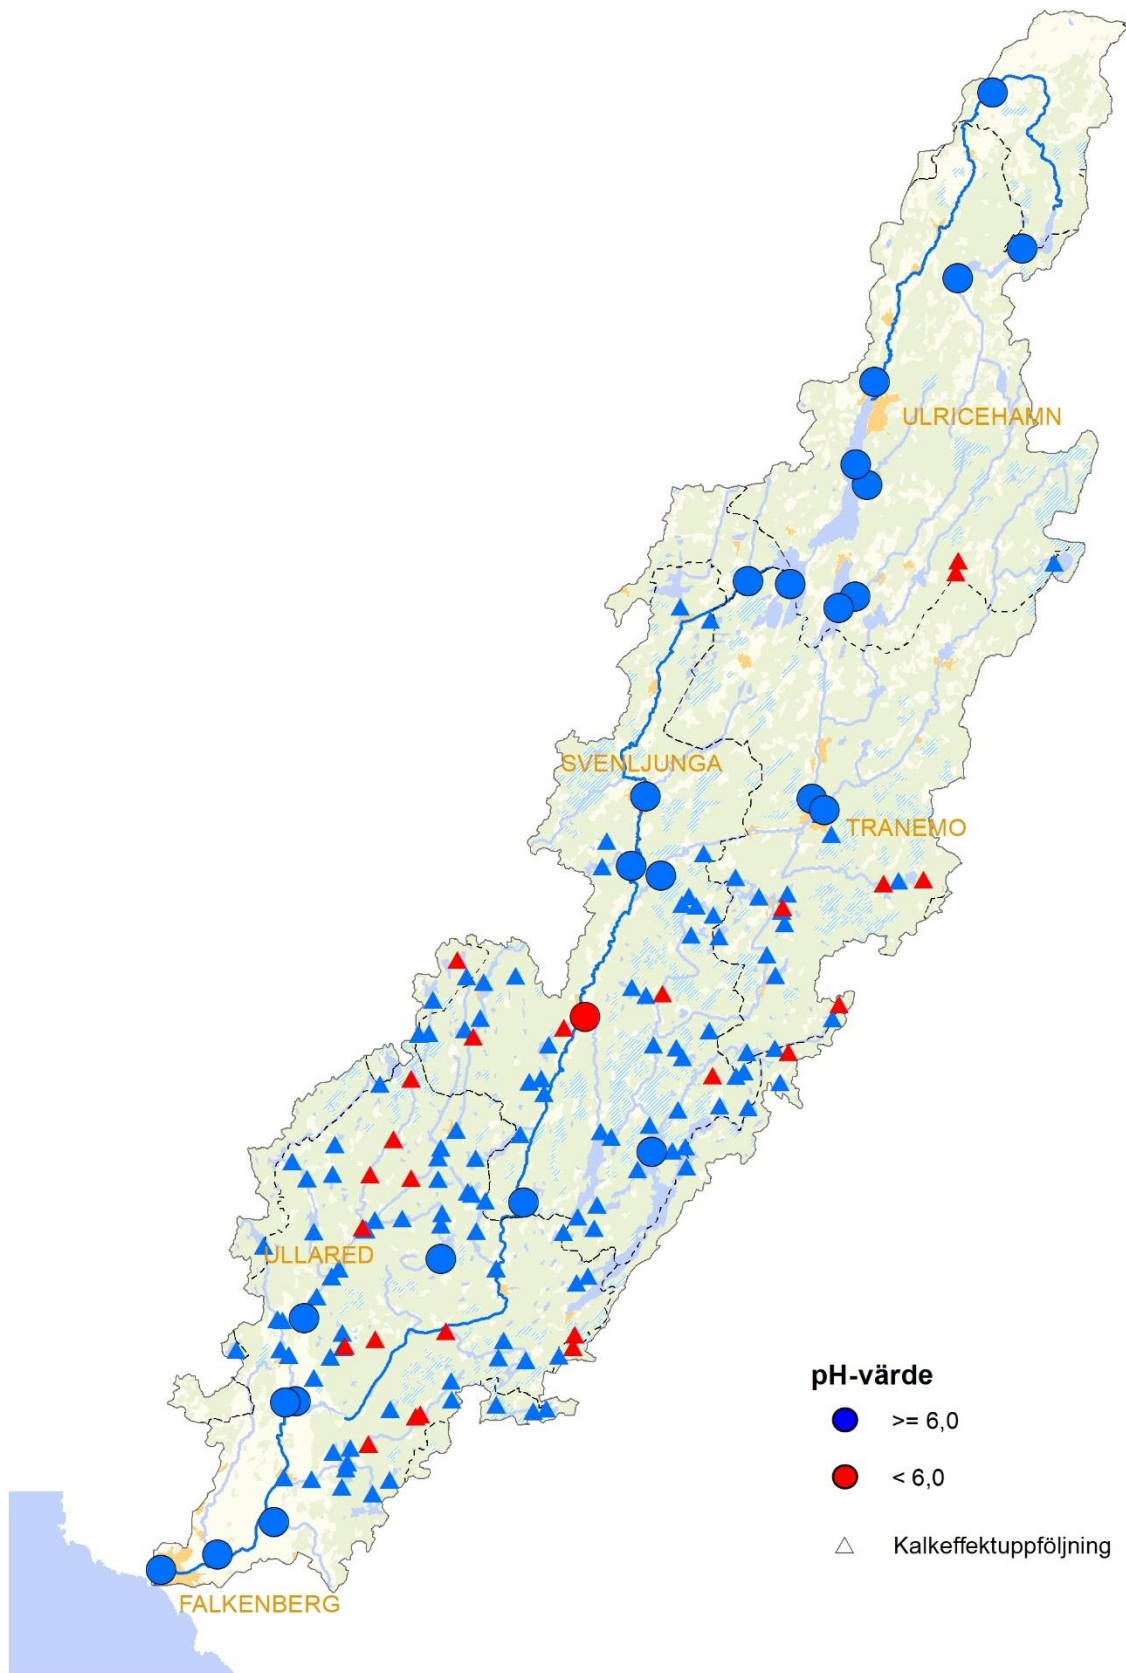 ULRICEHAMN
SVENLJUNGA
TRANEMO
ULLARED
pH-värde
>= 6,0
< 6,0
Kalkeffektuppföljning
FALKENBERG